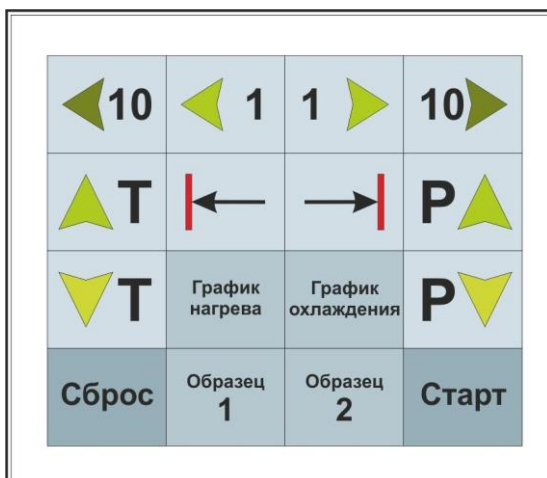 10 1 1 10
T P
T График нагрева График охлаждения P
Сброс Образец 1 Образец 2 Старт